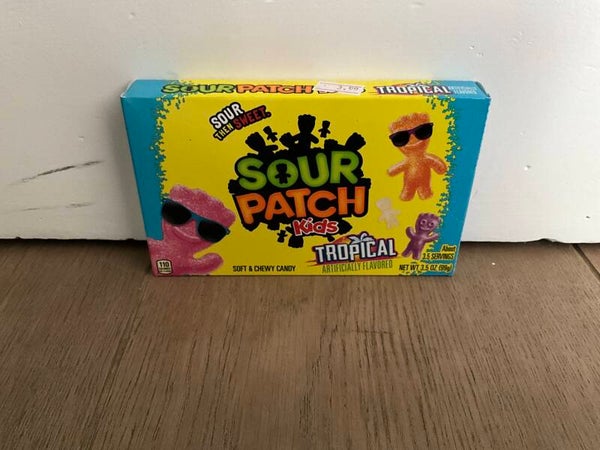 SOUR PATCH
TROPICAL
SOUR
THEN SWEET.
SOUR
PATCH
Kids
TROPICAL
ARTIFICIALLY FLAVORED
SOFT & CHEWY CANDY
About
3.5 SERVINGS
NET WT 3.5 OZ (99g)
110